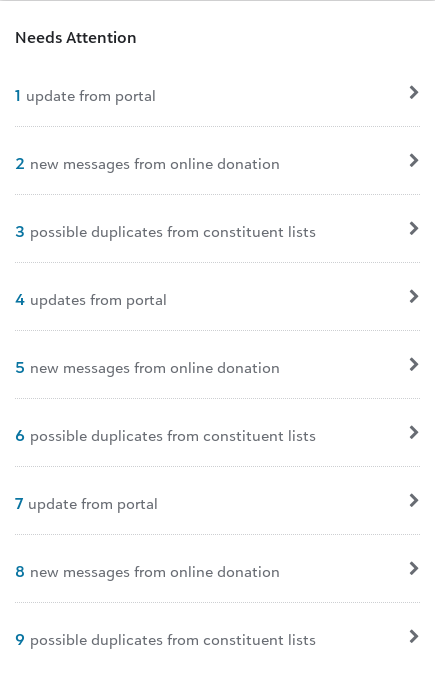 Needs Attention
1 update from portal
2 new messages from online donation
3 possible duplicates from constituent lists
4 updates from portal
5 new messages from online donation
6 possible duplicates from constituent lists
7 update from portal
8 new messages from online donation
9 possible duplicates from constituent lists